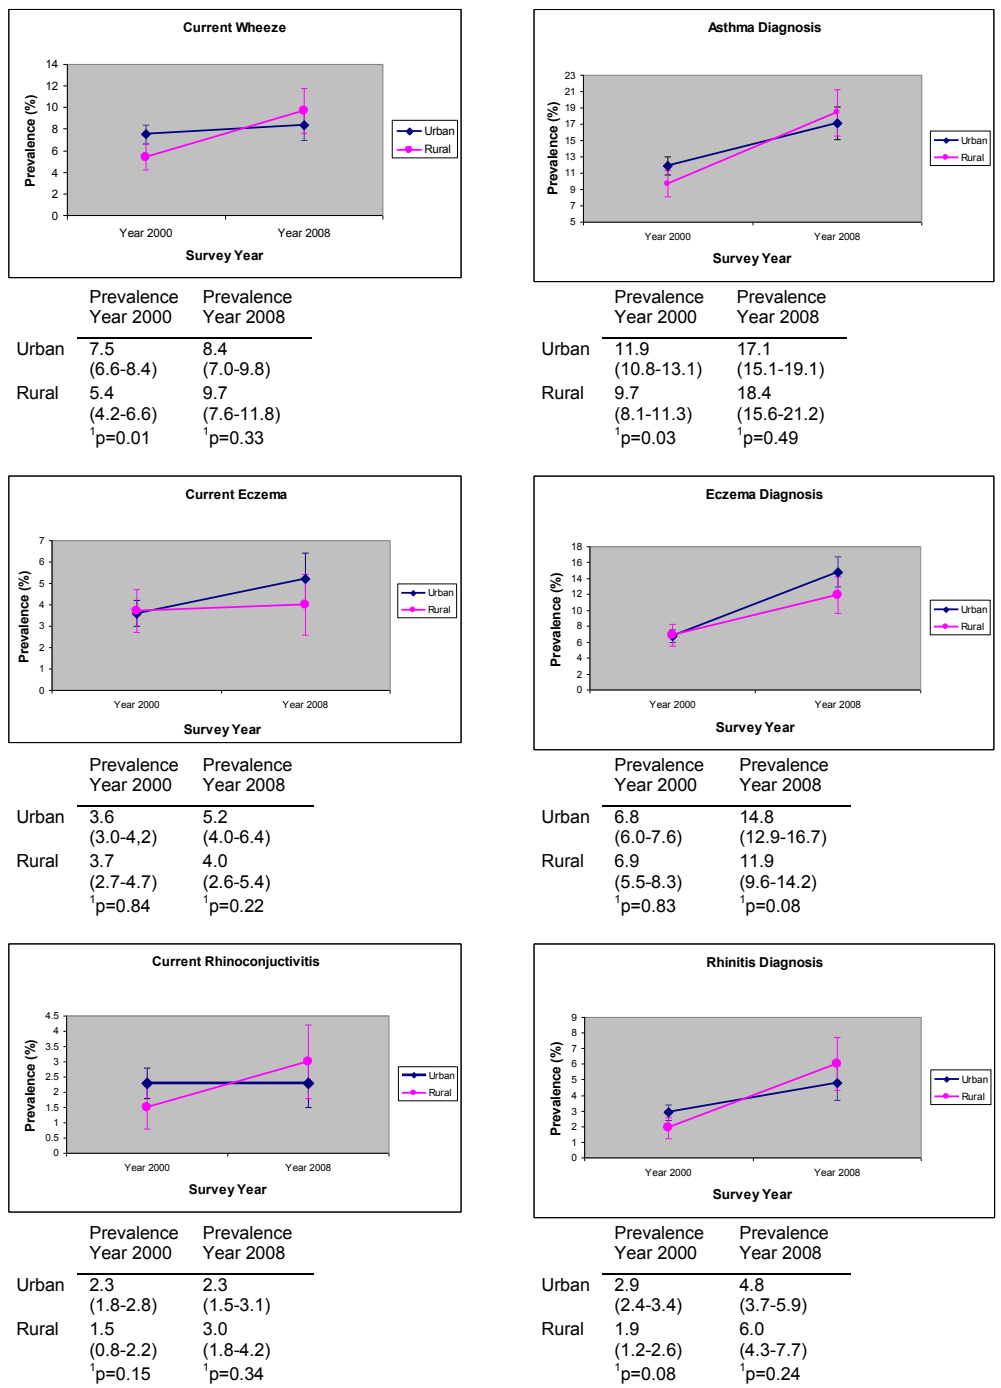 Current Wheeze
Prevalence (%)
14
12
10
8
6
4
2
0
Year 2000 Year 2008
Survey Year
Urban
Rural
Prevalence Prevalence
Year 2000 Year 2008
Urban 7.5 8.4
(6.6-8.4) (7.0-9.8)
Rural 5.4 9.7
(4.2-6.6) (7.6-11.8)
¹p=0.01 ¹p=0.33
Asthma Diagnosis
Prevalence (%)
23
21
19
17
15
13
11
9
7
5
Year 2000 Year 2008
Survey Year
Urban
Rural
Prevalence Prevalence
Year 2000 Year 2008
Urban 11.9 17.1
(10.8-13.1) (15.1-19.1)
Rural 9.7 18.4
(8.1-11.3) (15.6-21.2)
¹p=0.03 ¹p=0.49
Current Eczema
Prevalence (%)
7
6
5
4
3
2
1
0
Year 2000 Year 2008
Survey Year
Urban
Rural
Prevalence Prevalence
Year 2000 Year 2008
Urban 3.6 5.2
(3.0-4,2) (4.0-6.4)
Rural 3.7 4.0
(2.7-4.7) (2.6-5.4)
¹p=0.84 ¹p=0.22
Eczema Diagnosis
Prevalence (%)
18
16
14
12
10
8
6
4
2
0
Year 2000 Year 2008
Survey Year
Urban
Rural
Prevalence Prevalence
Year 2000 Year 2008
Urban 6.8 14.8
(6.0-7.6) (12.9-16.7)
Rural 6.9 11.9
(5.5-8.3) (9.6-14.2)
¹p=0.83 ¹p=0.08
Current Rhinoconjuctivitis
Prevalence (%)
4.5
4
3.5
3
2.5
2
1.5
1
0.5
0
Year 2000 Year 2008
Survey Year
Urban
Rural
Prevalence Prevalence
Year 2000 Year 2008
Urban 2.3 2.3
(1.8-2.8) (1.5-3.1)
Rural 1.5 3.0
(0.8-2.2) (1.8-4.2)
¹p=0.15 ¹p=0.34
Rhinitis Diagnosis
Prevalence (%)
9
8
7
6
5
4
3
2
1
0
Year 2000 Year 2008
Survey Year
Urban
Rural
Prevalence Prevalence
Year 2000 Year 2008
Urban 2.9 4.8
(2.4-3.4) (3.7-5.9)
Rural 1.9 6.0
(1.2-2.6) (4.3-7.7)
¹p=0.08 ¹p=0.24